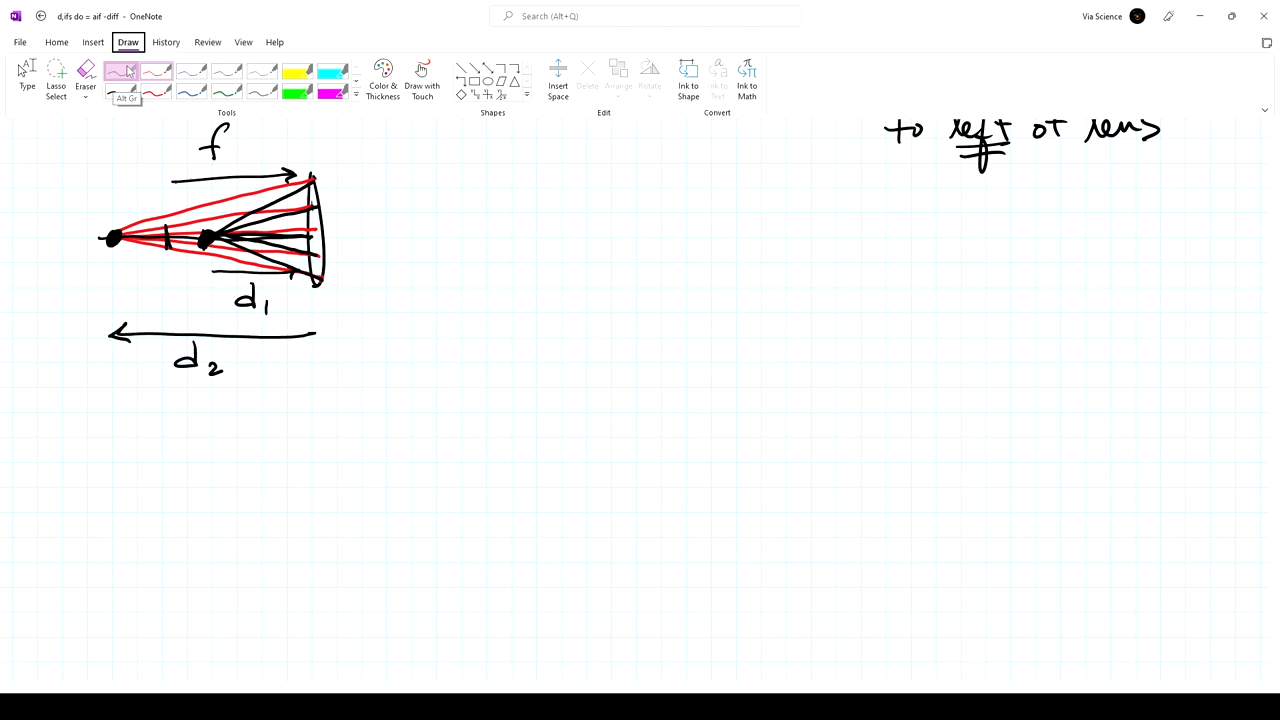 d,ifs do = aif -diff - OneNote
Search (Alt+Q)
Via Science
File Home Insert Draw History Review View Help
Type
Lasso Select
Eraser
Color & Thickness
Draw with Touch
Insert Space
Delete
Arrange
Rotate
Ink to Shape
Ink to Text
Ink to Math
Alt Gr
Tools
Shapes
Edit
Convert
to left of lens
f
d1
d2